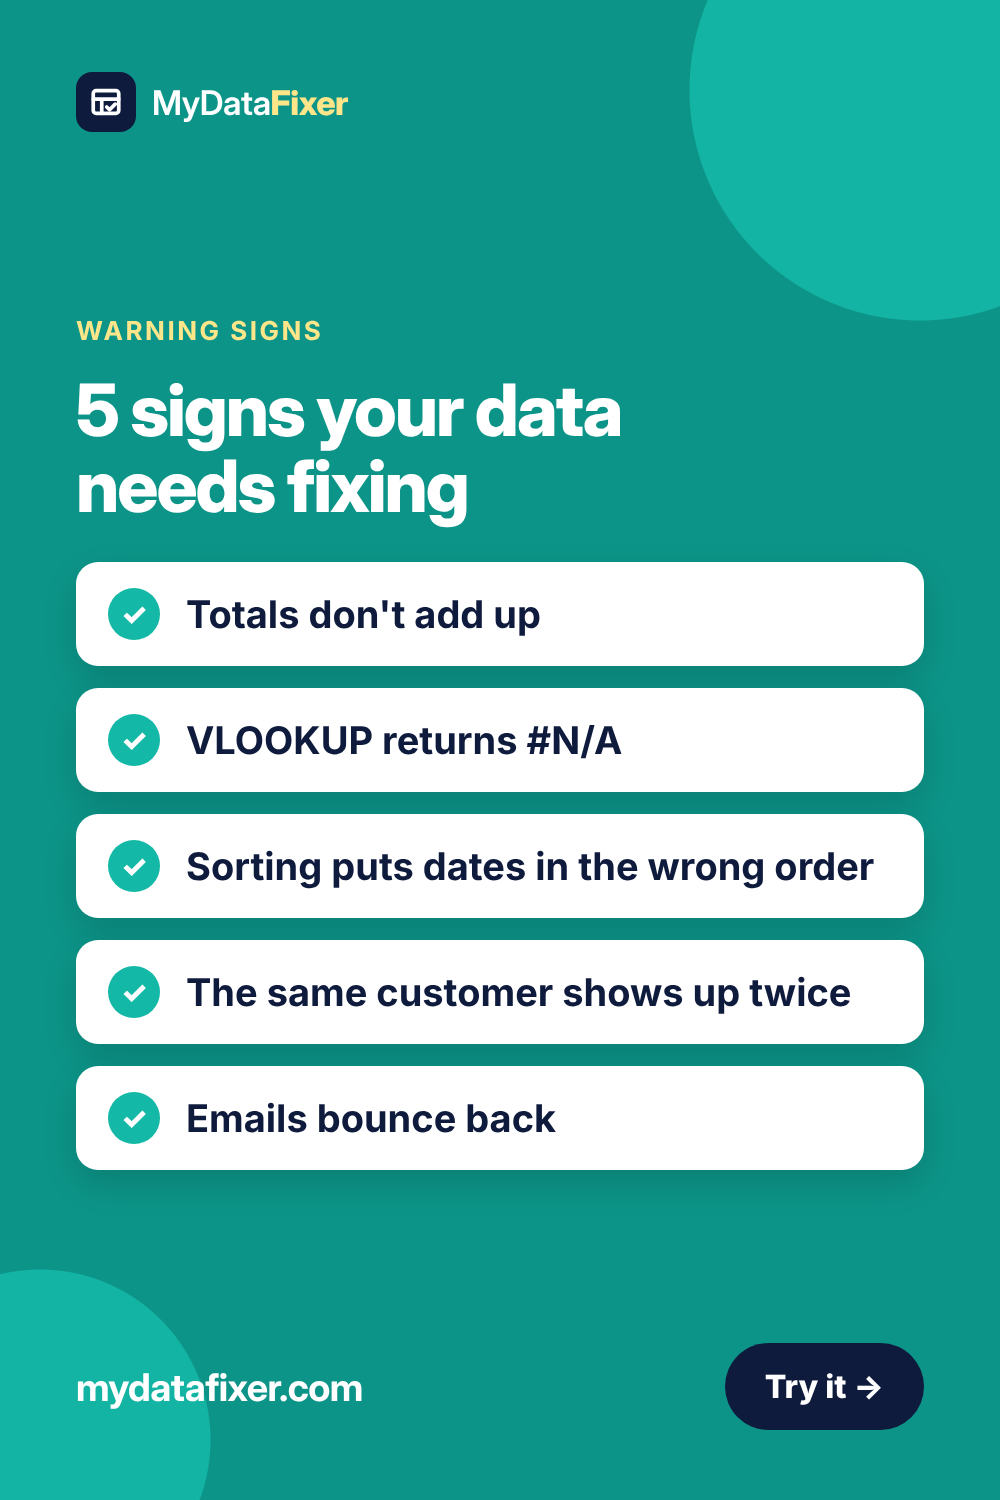 MyDataFixer
WARNING SIGNS
5 signs your data
needs fixing
Totals don't add up
VLOOKUP returns #N/A
Sorting puts dates in the wrong order
The same customer shows up twice
Emails bounce back
mydatafixer.com
Try it →